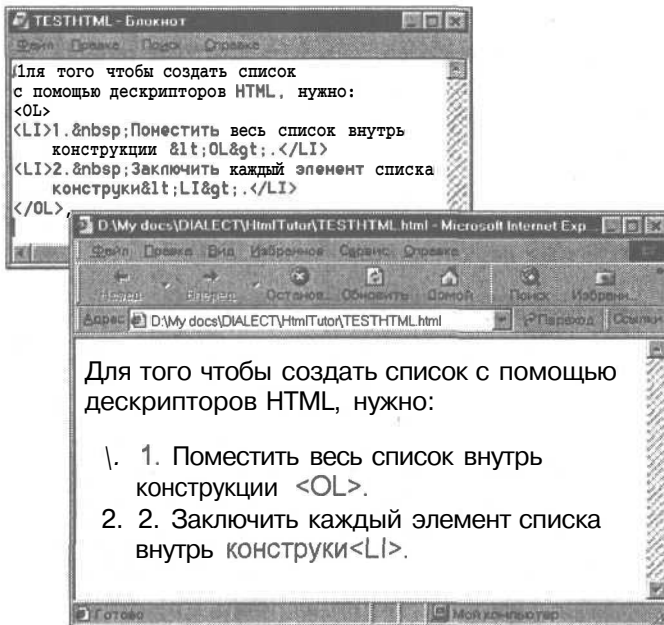 TESTHTML - Блокнот
Файл Правка Поиск Справка
Для того чтобы создать список
с помощью дескрипторов HTML, нужно:
<OL>
<LI>1.&nbsp;Поместить весь список внутрь
конструкции &lt;OL&gt;.</LI>
<LI>2.&nbsp;Заключить каждый элемент списка
конструки&lt;LI&gt;.</LI>
</OL>
D:\My docs\DIALECT\HtmlTutor\TESTHTML.html - Microsoft Internet Exp
Файл Правка Вид Избранное Сервис Справка
Назад Вперед Останов... Обновить Домой Поиск Избранн...
Адрес D:\My docs\DIALECT\HtmlTutor\TESTHTML.html Переход Ссылки
Для того чтобы создать список с помощью
дескрипторов HTML, нужно:
\. 1. Поместить весь список внутрь
конструкции <OL>.
2. 2. Заключить каждый элемент списка
внутрь конструки<LI>.
Готово Мой компьютер